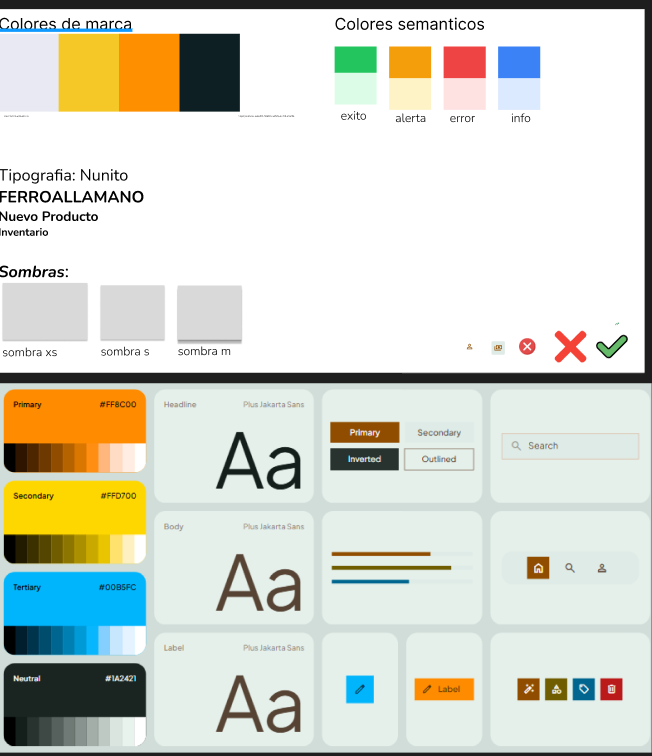 Colores de marca
Colores semanticos
exito
alerta
error
info
Tipografia: Nunito
FERROALLAMANO
Nuevo Producto
Inventario
Sombras:
sombra xs
sombra s
sombra m
Primary #FF8C00
Secondary #FFD700
Tertiary #00B5FC
Neutral #1A2421
Headline Plus Jakarta Sans
Aa
Body Plus Jakarta Sans
Aa
Label Plus Jakarta Sans
Aa
Primary
Secondary
Inverted
Outlined
Label
Search